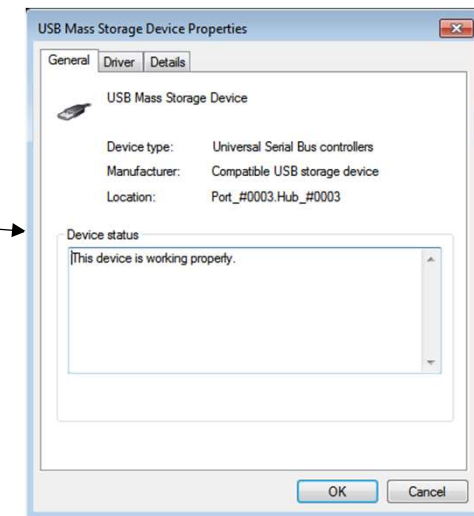 USB Mass Storage Device Properties
General Driver Details
USB Mass Storage Device
Device type: Universal Serial Bus controllers
Manufacturer: Compatible USB storage device
Location: Port_#0003.Hub_#0003
Device status
This device is working properly.
OK Cancel